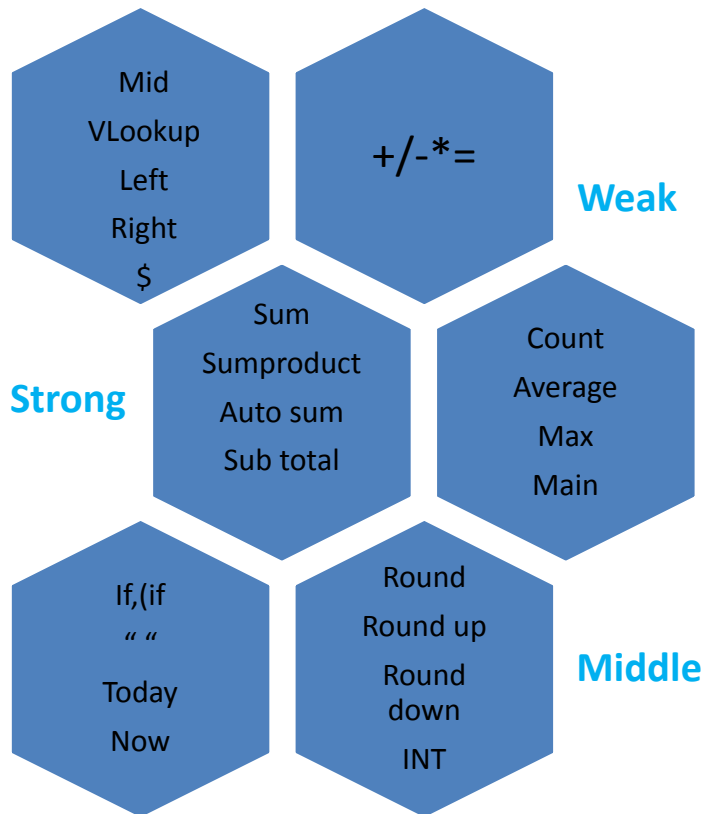 Mid
VLookup
Left
Right
$
+/-*=
Weak
Strong
Sum
Sumproduct
Auto sum
Sub total
Count
Average
Max
Main
If,(if
“ “
Today
Now
Round
Round up
Round
down
INT
Middle